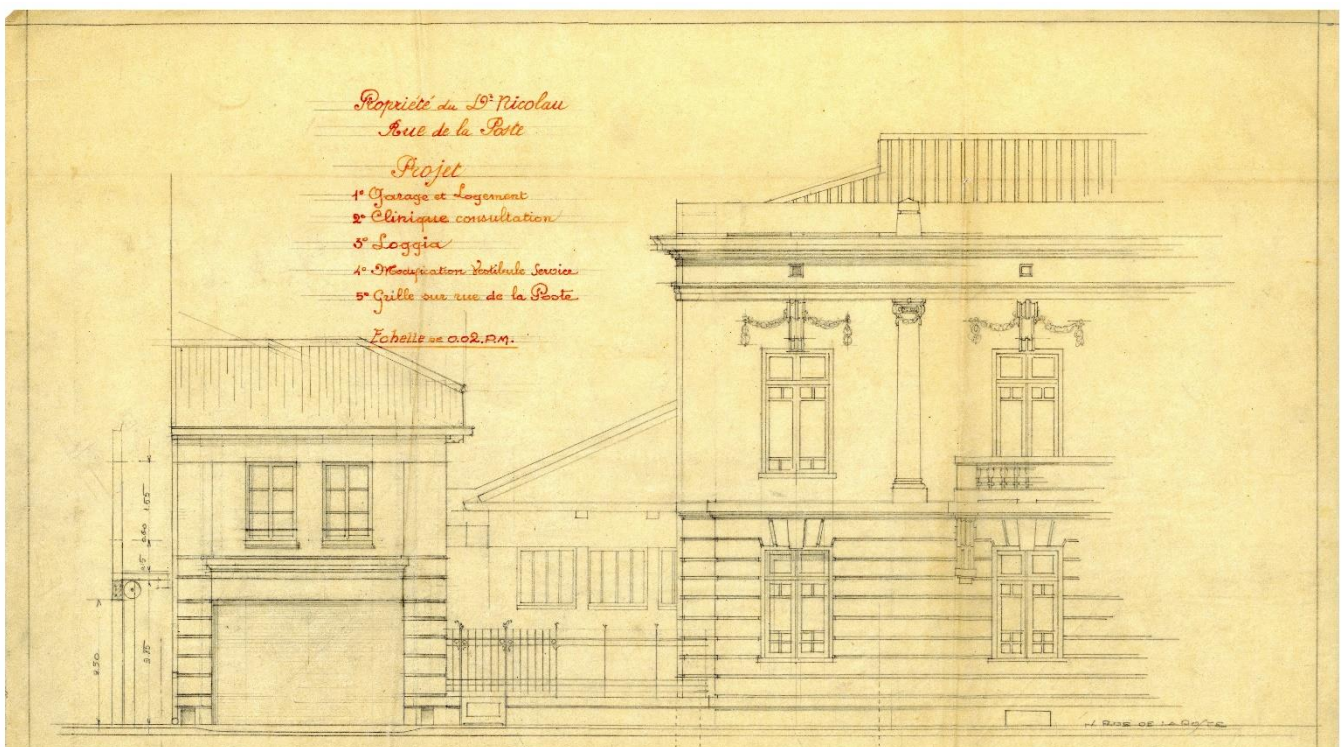 Propriété du Dr Nicolau
Rue de la Poste
Projet
1° Garage et Logement
2° Clinique consultation
3° Loggia
4° Modification Vestibule Service
5° Grille sur rue de la Poste
Echelle de 0.02.P.M.
1.55
0.80
2.50
RUE DE LA POSTE